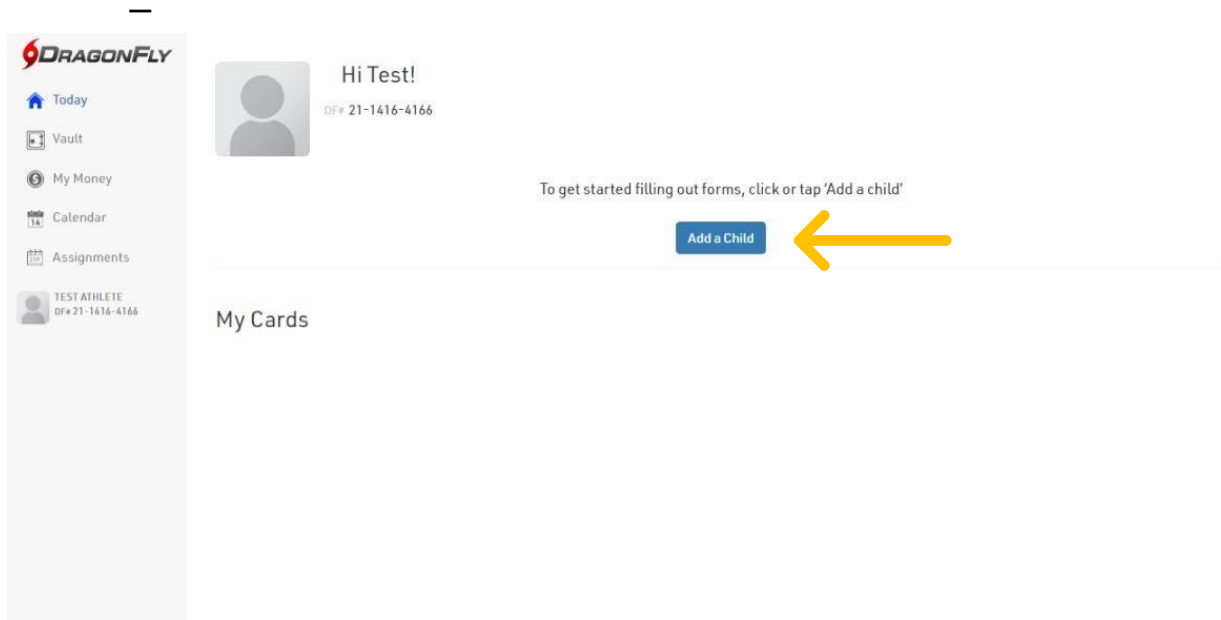 DRAGONFLY
Today
Vault
My Money
14
Calendar
Assignments
TEST ATHLETE
DF# 21-1416-4166
Hi Test!
DF# 21-1416-4166
To get started filling out forms, click or tap 'Add a child'
Add a Child
My Cards